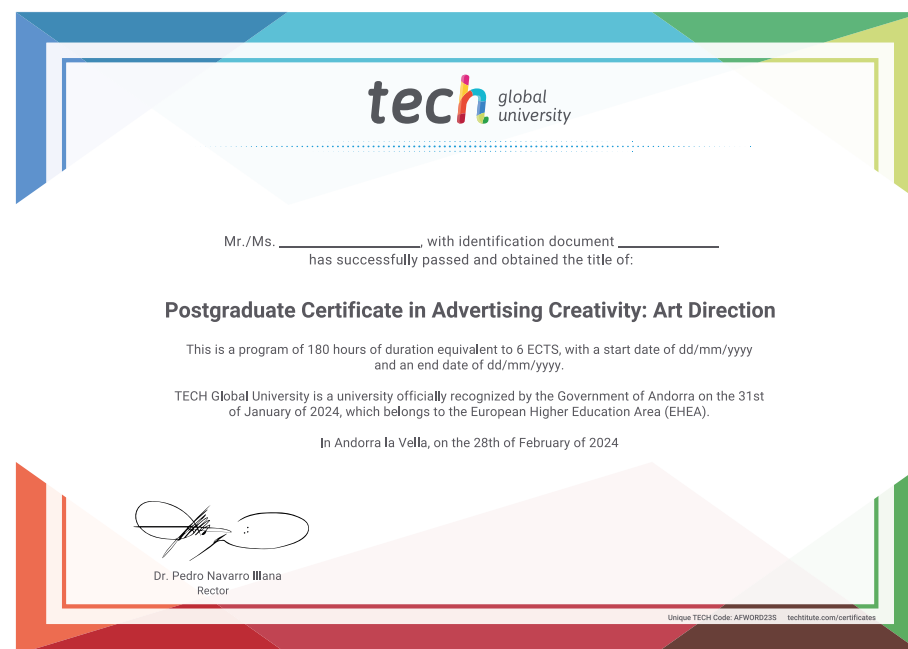 tech global
university
Mr./Ms. ____________, with identification document ____________
has successfully passed and obtained the title of:
Postgraduate Certificate in Advertising Creativity: Art Direction
This is a program of 180 hours of duration equivalent to 6 ECTS, with a start date of dd/mm/yyyy
and an end date of dd/mm/yyyy.
TECH Global University is a university officially recognized by the Government of Andorra on the 31st
of January of 2024, which belongs to the European Higher Education Area (EHEA).
In Andorra la Vella, on the 28th of February of 2024
Dr. Pedro Navarro Illana
Rector
Unique TECH Code: AFWORD23S techtitute.com/certificates